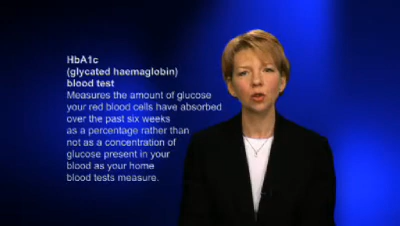 HbA1c
(glycated haemaglobin)
blood test
Measures the amount of glucose
your red blood cells have absorbed
over the past six weeks
as a percentage rather than
not as a concentration of
glucose present in your
blood as your home
blood tests measure.